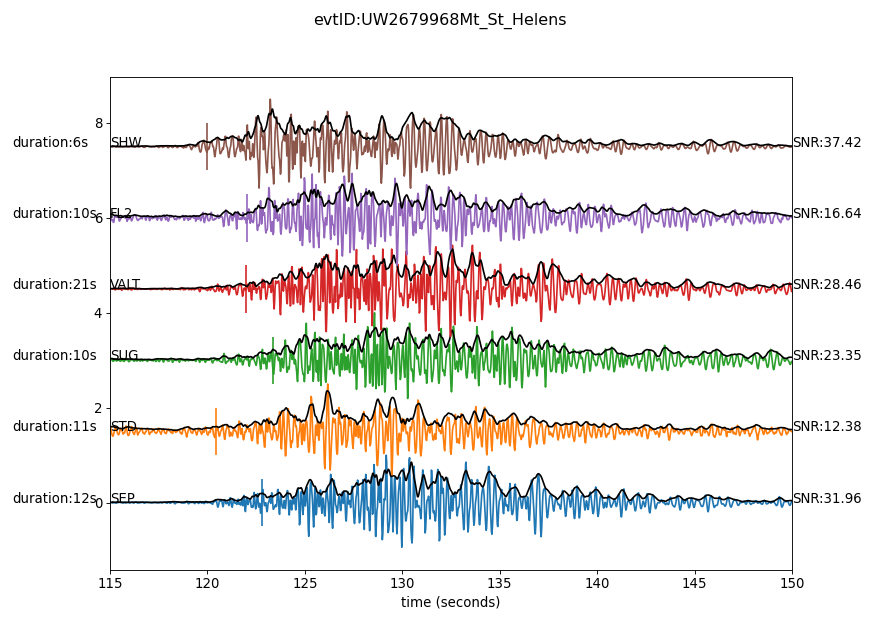 evtID:UW2679968Mt_St_Helens
8
duration:6s SHW SNR:37.42
duration:10s FL2 SNR:16.64
6
duration:21s VALT SNR:28.46
4
duration:10s SUG SNR:23.35
2
duration:11s STD SNR:12.38
duration:12s SEP SNR:31.96
0
115 120 125 130 135 140 145 150
time (seconds)